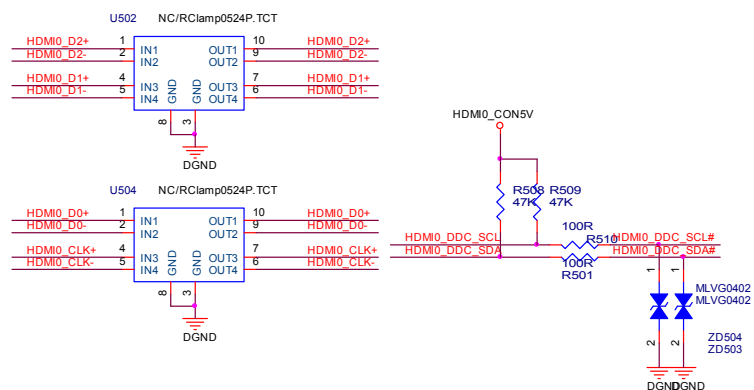 U502 NC/RClamp0524P.TCT
HDMI0_D2+ 1 IN1 OUT1 10 HDMI0_D2+
HDMI0_D2- 2 IN2 OUT2 9 HDMI0_D2-
HDMI0_D1+ 4 IN3 OUT3 7 HDMI0_D1+
HDMI0_D1- 5 IN4 OUT4 6 HDMI0_D1-
GND GND
8 3
DGND
U504 NC/RClamp0524P.TCT
HDMI0_D0+ 1 IN1 OUT1 10 HDMI0_D0+
HDMI0_D0- 2 IN2 OUT2 9 HDMI0_D0-
HDMI0_CLK+ 4 IN3 OUT3 7 HDMI0_CLK+
HDMI0_CLK- 5 IN4 OUT4 6 HDMI0_CLK-
GND GND
8 3
DGND
HDMI0_CON5V
R508 R509
47K 47K
100R
HDMI0_DDC_SCL R510 HDMI0_DDC_SCL#
HDMI0_DDC_SDA HDMI0_DDC_SDA#
100R
R501
1 1
MLVG0402
MLVG0402
2 2
ZD504
ZD503
DGND DGND